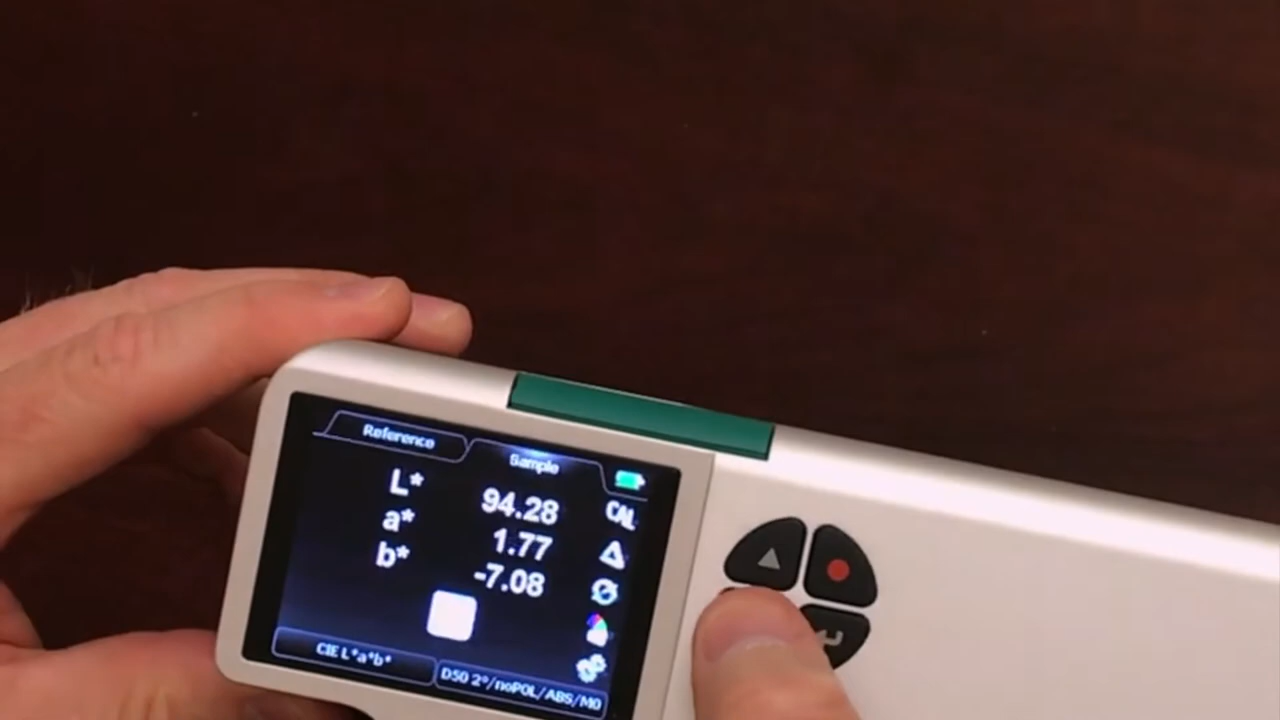 Reference Sample
L* 94.28 CAL
a* 1.77
b* -7.08
CIE L*a*b* D50 2°/noPOL/ABS/M0